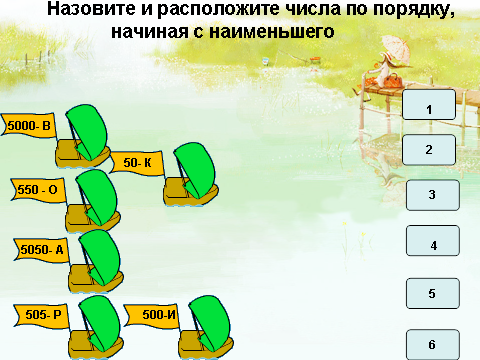 Назовите и расположите числа по порядку,
начиная с наименьшего
5000- В
50- К
550 - О
5050- А
505- Р
500-И
1
2
3
4
5
6